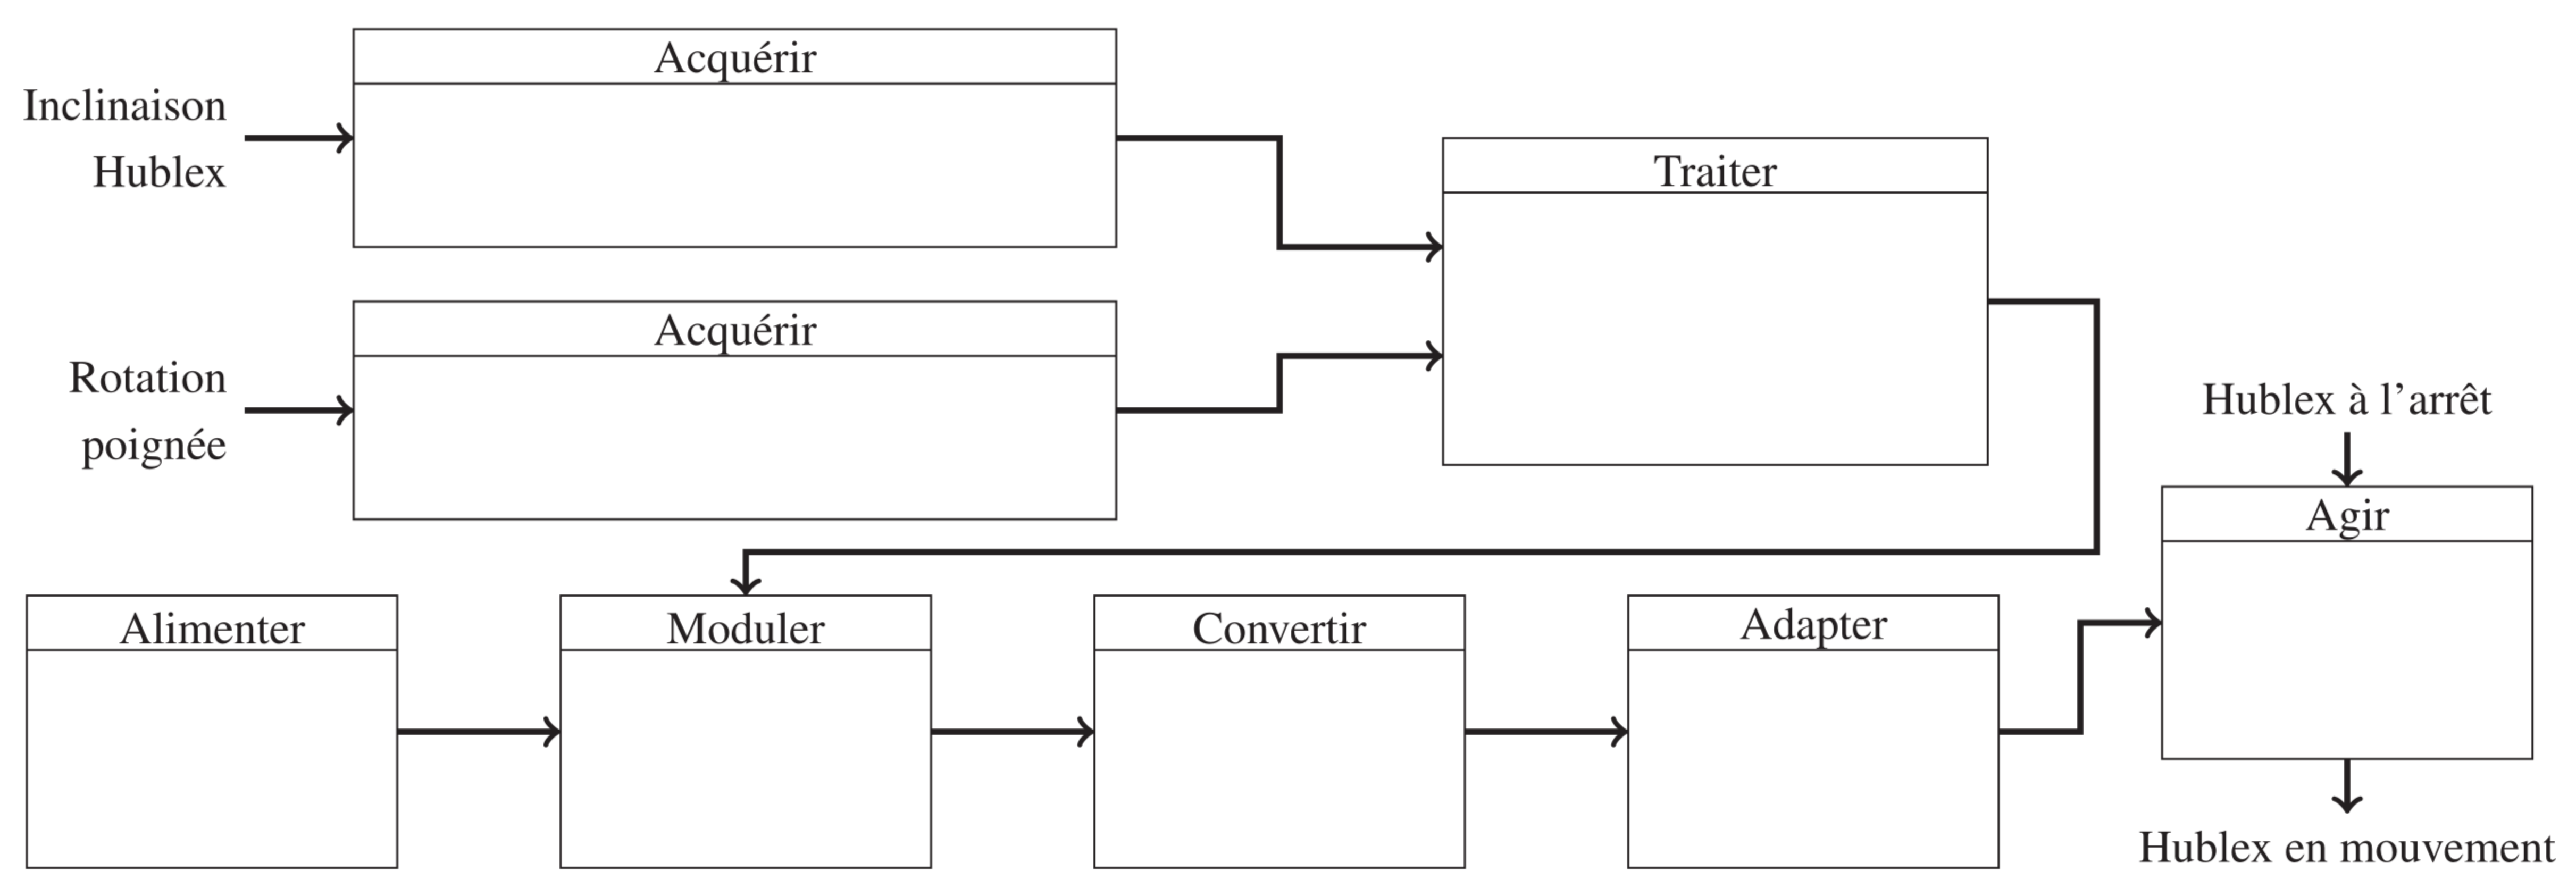 Acquérir
Inclinaison
Hublex
Traiter
Acquérir
Rotation
poignée
Hublex à l’arrêt
Agir
Alimenter
Moduler
Convertir
Adapter
Hublex en mouvement